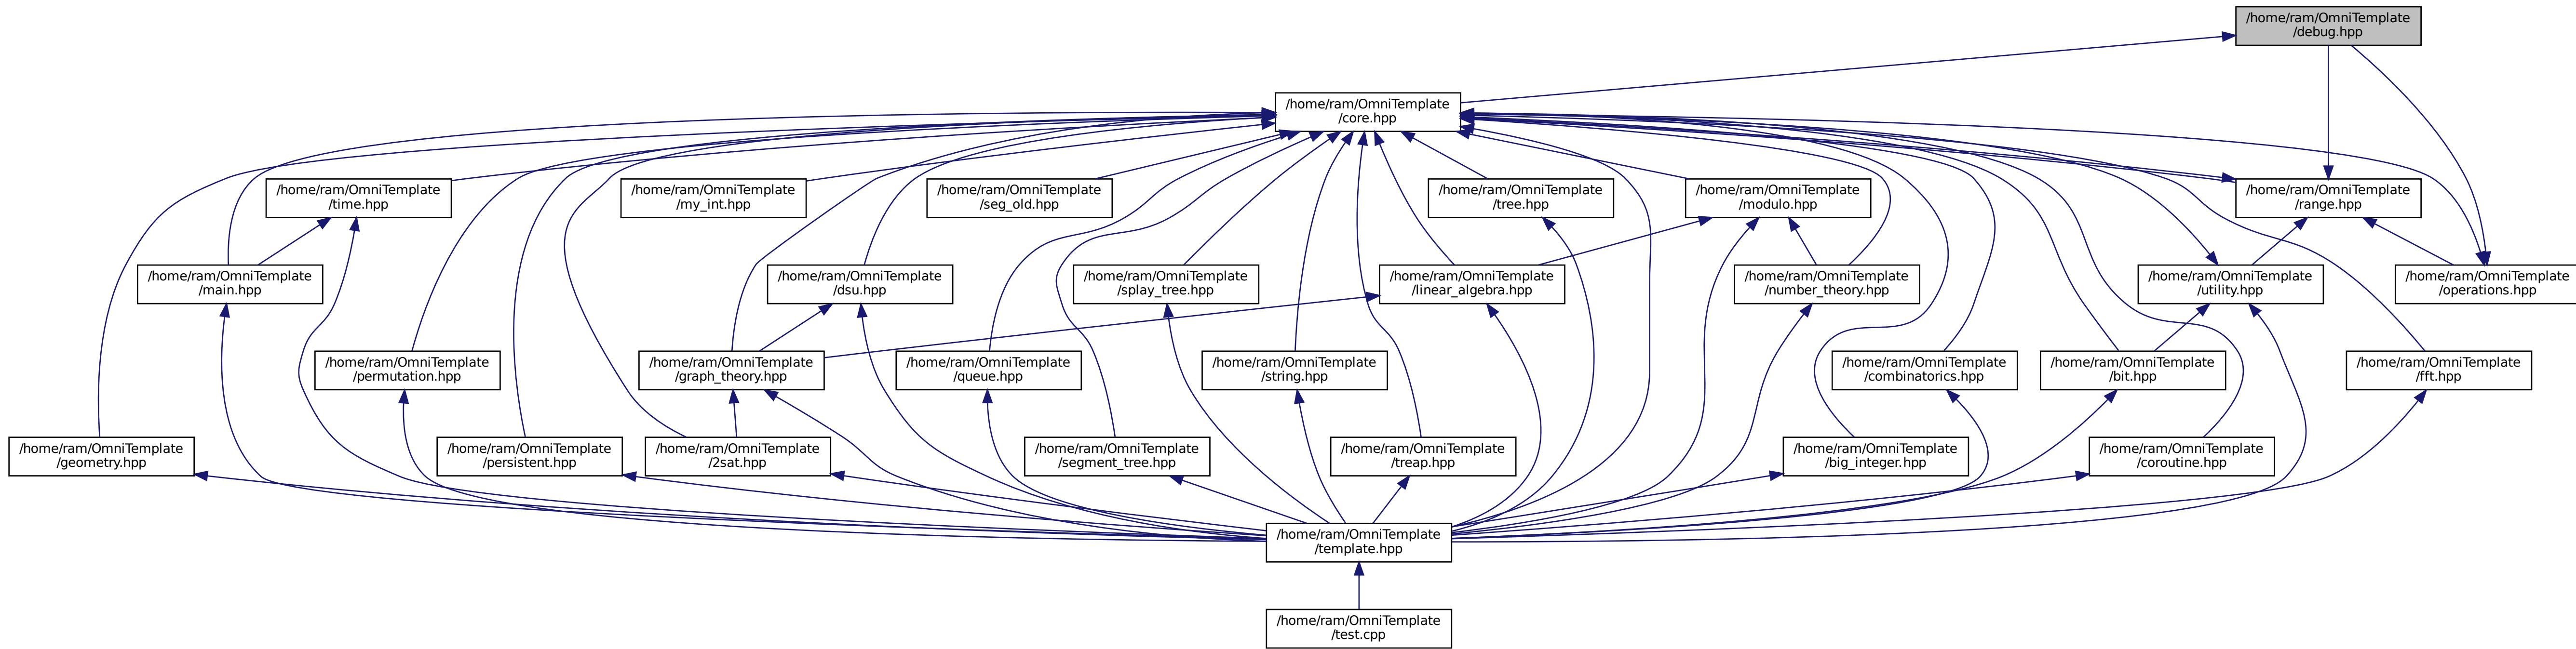 /home/ram/OmniTemplate
/debug.hpp
/home/ram/OmniTemplate
/core.hpp
/home/ram/OmniTemplate
/time.hpp
/home/ram/OmniTemplate
/my_int.hpp
/home/ram/OmniTemplate
/seg_old.hpp
/home/ram/OmniTemplate
/tree.hpp
/home/ram/OmniTemplate
/modulo.hpp
/home/ram/OmniTemplate
/range.hpp
/home/ram/OmniTemplate
/main.hpp
/home/ram/OmniTemplate
/dsu.hpp
/home/ram/OmniTemplate
/splay_tree.hpp
/home/ram/OmniTemplate
/linear_algebra.hpp
/home/ram/OmniTemplate
/number_theory.hpp
/home/ram/OmniTemplate
/utility.hpp
/home/ram/OmniTemplate
/operations.hpp
/home/ram/OmniTemplate
/permutation.hpp
/home/ram/OmniTemplate
/graph_theory.hpp
/home/ram/OmniTemplate
/queue.hpp
/home/ram/OmniTemplate
/string.hpp
/home/ram/OmniTemplate
/combinatorics.hpp
/home/ram/OmniTemplate
/bit.hpp
/home/ram/OmniTemplate
/fft.hpp
/home/ram/OmniTemplate
/geometry.hpp
/home/ram/OmniTemplate
/persistent.hpp
/home/ram/OmniTemplate
/2sat.hpp
/home/ram/OmniTemplate
/segment_tree.hpp
/home/ram/OmniTemplate
/treap.hpp
/home/ram/OmniTemplate
/big_integer.hpp
/home/ram/OmniTemplate
/coroutine.hpp
/home/ram/OmniTemplate
/template.hpp
/home/ram/OmniTemplate
/test.cpp